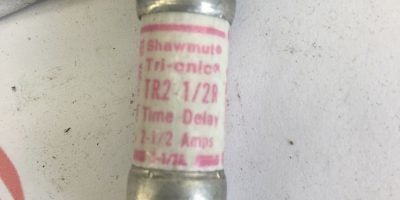 Shawmut®
Tri-onic®
TR2-1/2R
Time Delay
2-1/2 Amps